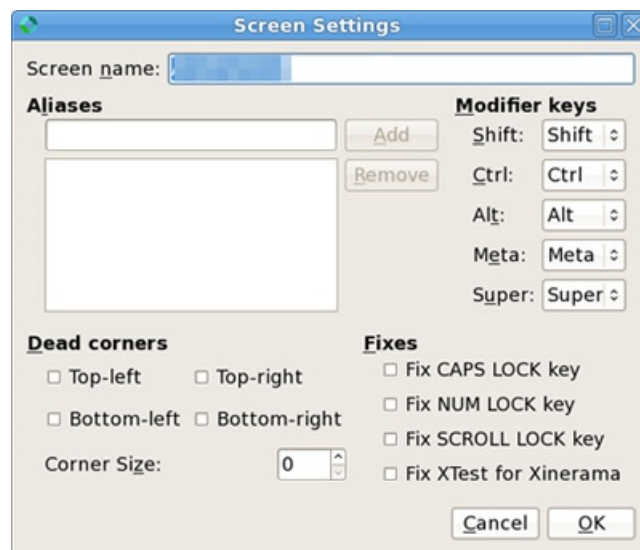 Screen Settings
Screen name:
Aliases
Add
Remove
Modifier keys
Shift: Shift
Ctrl: Ctrl
Alt: Alt
Meta: Meta
Super: Super
Dead corners
Top-left Top-right
Bottom-left Bottom-right
Corner Size: 0
Fixes
Fix CAPS LOCK key
Fix NUM LOCK key
Fix SCROLL LOCK key
Fix XTest for Xinerama
Cancel OK